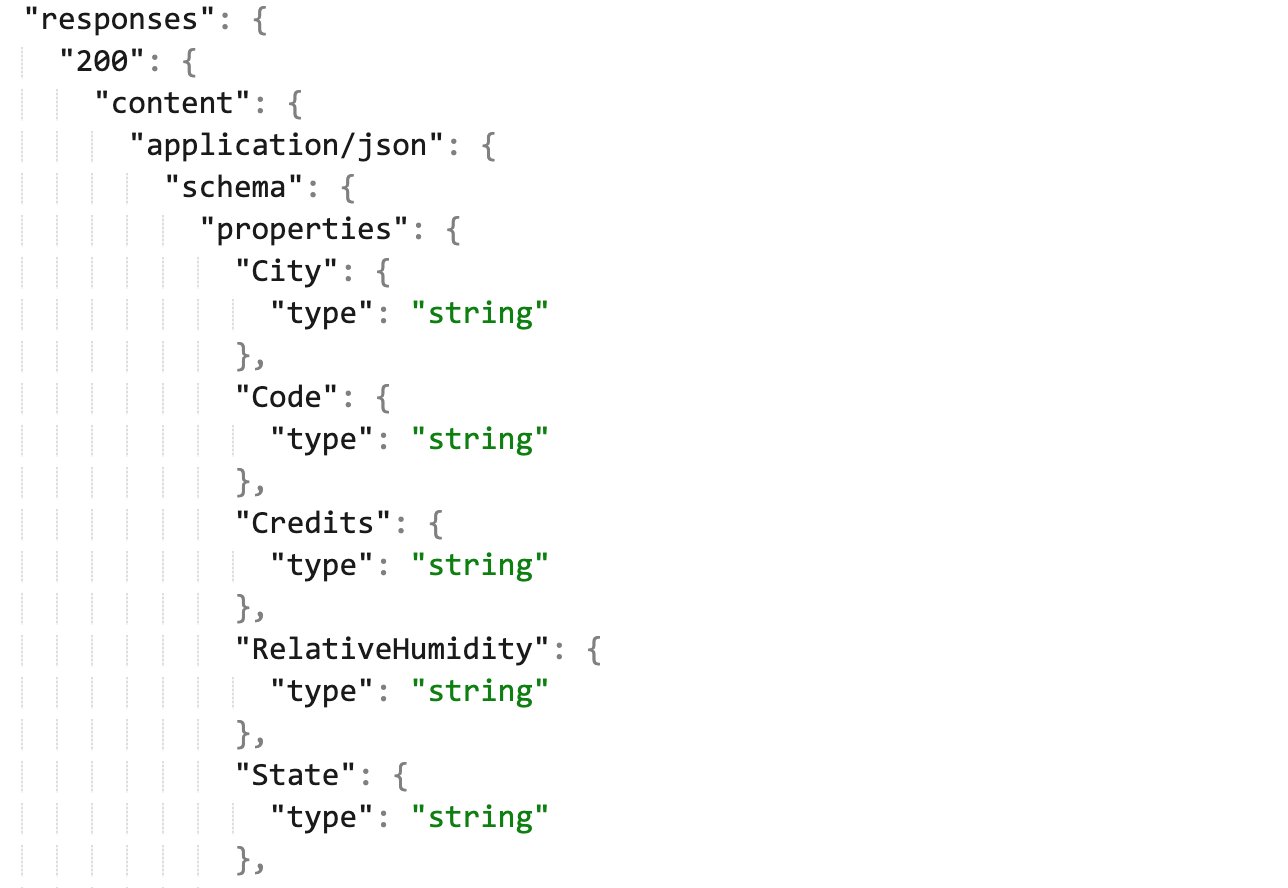 "responses": {
"200": {
"content": {
"application/json": {
"schema": {
"properties": {
"City": {
"type": "string"
},
"Code": {
"type": "string"
},
"Credits": {
"type": "string"
},
"RelativeHumidity": {
"type": "string"
},
"State": {
"type": "string"
},